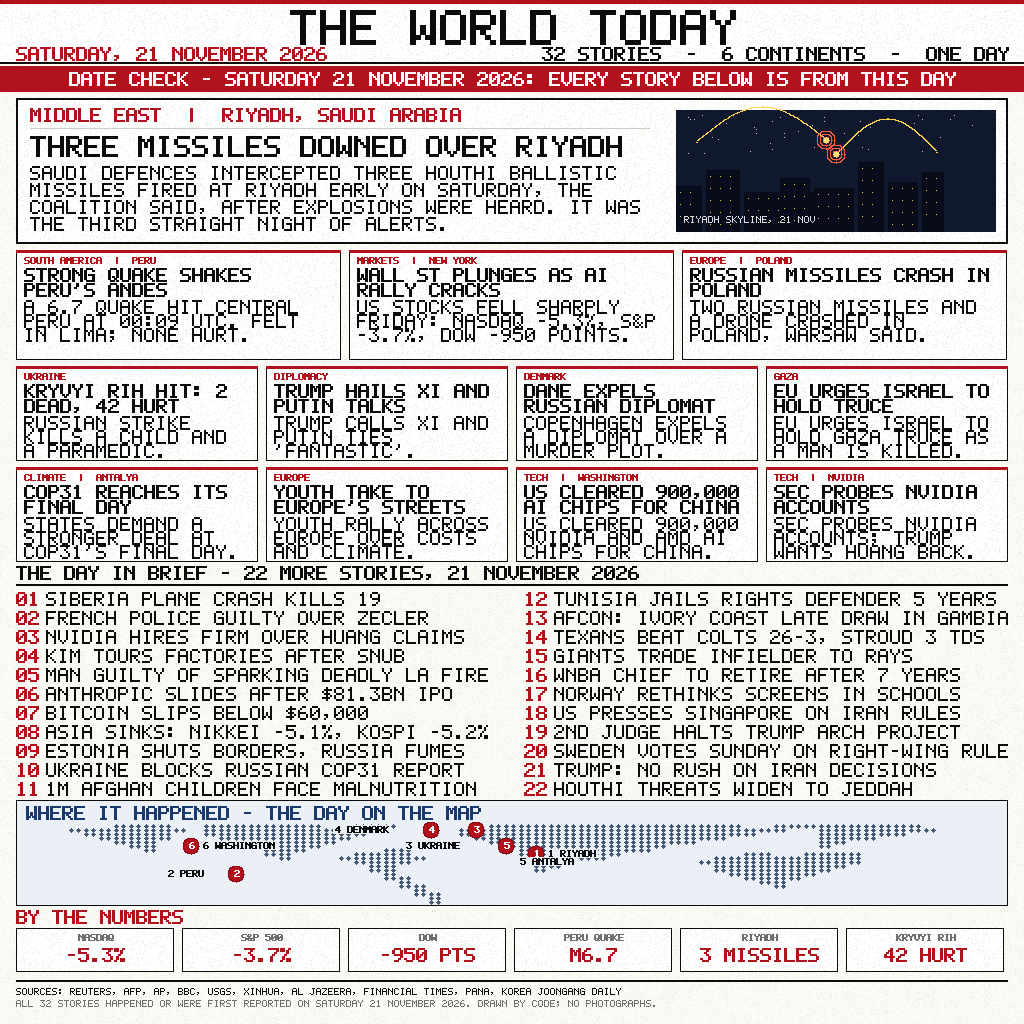 THE WORLD TODAY
SATURDAY, 21 NOVEMBER 2026
32 STORIES - 6 CONTINENTS - ONE DAY
DATE CHECK - SATURDAY 21 NOVEMBER 2026: EVERY STORY BELOW IS FROM THIS DAY
MIDDLE EAST | RIYADH, SAUDI ARABIA
THREE MISSILES DOWNED OVER RIYADH
SAUDI DEFENCES INTERCEPTED THREE HOUTHI BALLISTIC
MISSILES FIRED AT RIYADH EARLY ON SATURDAY, THE
COALITION SAID, AFTER EXPLOSIONS WERE HEARD. IT WAS
THE THIRD STRAIGHT NIGHT OF ALERTS.
RIYADH SKYLINE, 21 NOV
SOUTH AMERICA | PERU
STRONG QUAKE SHAKES
PERU'S ANDES
A 6.7 QUAKE HIT CENTRAL
PERU AT 00:09 UTC, FELT
IN LIMA; NONE HURT.
MARKETS | NEW YORK
WALL ST PLUNGES AS AI
RALLY CRACKS
US STOCKS FELL SHARPLY
FRIDAY: NASDAQ -5.3%, S&P
-3.7%, DOW -950 POINTS.
EUROPE | POLAND
RUSSIAN MISSILES CRASH IN
POLAND
TWO RUSSIAN MISSILES AND
A DRONE CRASHED IN
POLAND, WARSAW SAID.
UKRAINE
KRYVYI RIH HIT: 2
DEAD, 42 HURT
RUSSIAN STRIKE
KILLS A CHILD AND
A PARAMEDIC.
DIPLOMACY
TRUMP HAILS XI AND
PUTIN TALKS
TRUMP CALLS XI AND
PUTIN TIES
'FANTASTIC'.
DENMARK
DANE EXPELS
RUSSIAN DIPLOMAT
COPENHAGEN EXPELS
A DIPLOMAT OVER A
MURDER PLOT.
GAZA
EU URGES ISRAEL TO
HOLD TRUCE
EU URGES ISRAEL TO
HOLD GAZA TRUCE AS
A MAN IS KILLED.
CLIMATE | ANTALYA
COP31 REACHES ITS
FINAL DAY
STATES DEMAND A
STRONGER DEAL AT
COP31'S FINAL DAY.
EUROPE
YOUTH TAKE TO
EUROPE'S STREETS
YOUTH RALLY ACROSS
EUROPE OVER COSTS
AND CLIMATE.
TECH | WASHINGTON
US CLEARED 900,000
AI CHIPS FOR CHINA
US CLEARED 900,000
NVIDIA AND AMD AI
CHIPS FOR CHINA.
TECH | NVIDIA
SEC PROBES NVIDIA
ACCOUNTS
SEC PROBES NVIDIA
ACCOUNTS; TRUMP
WANTS HUANG BACK.
THE DAY IN BRIEF - 22 MORE STORIES, 21 NOVEMBER 2026
01 SIBERIA PLANE CRASH KILLS 19
02 FRENCH POLICE GUILTY OVER ZECLER
03 NVIDIA HIRES FIRM OVER HUANG CLAIMS
04 KIM TOURS FACTORIES AFTER SNUB
05 MAN GUILTY OF SPARKING DEADLY LA FIRE
06 ANTHROPIC SLIDES AFTER $81.3BN IPO
07 BITCOIN SLIPS BELOW $60,000
08 ASIA SINKS: NIKKEI -5.1%, KOSPI -5.2%
09 ESTONIA SHUTS BORDERS, RUSSIA FUMES
10 UKRAINE BLOCKS RUSSIAN COP31 REPORT
11 1M AFGHAN CHILDREN FACE MALNUTRITION
12 TUNISIA JAILS RIGHTS DEFENDER 5 YEARS
13 AFCON: IVORY COAST LATE DRAW IN GAMBIA
14 TEXANS BEAT COLTS 26-3, STROUD 3 TDS
15 GIANTS TRADE INFIELDER TO RAYS
16 WNBA CHIEF TO RETIRE AFTER 7 YEARS
17 NORWAY RETHINKS SCREENS IN SCHOOLS
18 US PRESSES SINGAPORE ON IRAN RULES
19 2ND JUDGE HALTS TRUMP ARCH PROJECT
20 SWEDEN VOTES SUNDAY ON RIGHT-WING RULE
21 TRUMP: NO RUSH ON IRAN DECISIONS
22 HOUTHI THREATS WIDEN TO JEDDAH
WHERE IT HAPPENED - THE DAY ON THE MAP
4 DENMARK 4 3
6 6 WASHINGTON 3 UKRAINE 5
1 RIYADH
5 ANTALYA
2 PERU 2
BY THE NUMBERS
NASDAQ
-5.3%
S&P 500
-3.7%
DOW
-950 PTS
PERU QUAKE
M6.7
RIYADH
3 MISSILES
KRYVYI RIH
42 HURT
SOURCES: REUTERS, AFP, AP, BBC, USGS, XINHUA, AL JAZEERA, FINANCIAL TIMES, PANA, KOREA JOONGANG DAILY
ALL 32 STORIES HAPPENED OR WERE FIRST REPORTED ON SATURDAY 21 NOVEMBER 2026. DRAWN BY CODE; NO PHOTOGRAPHS.